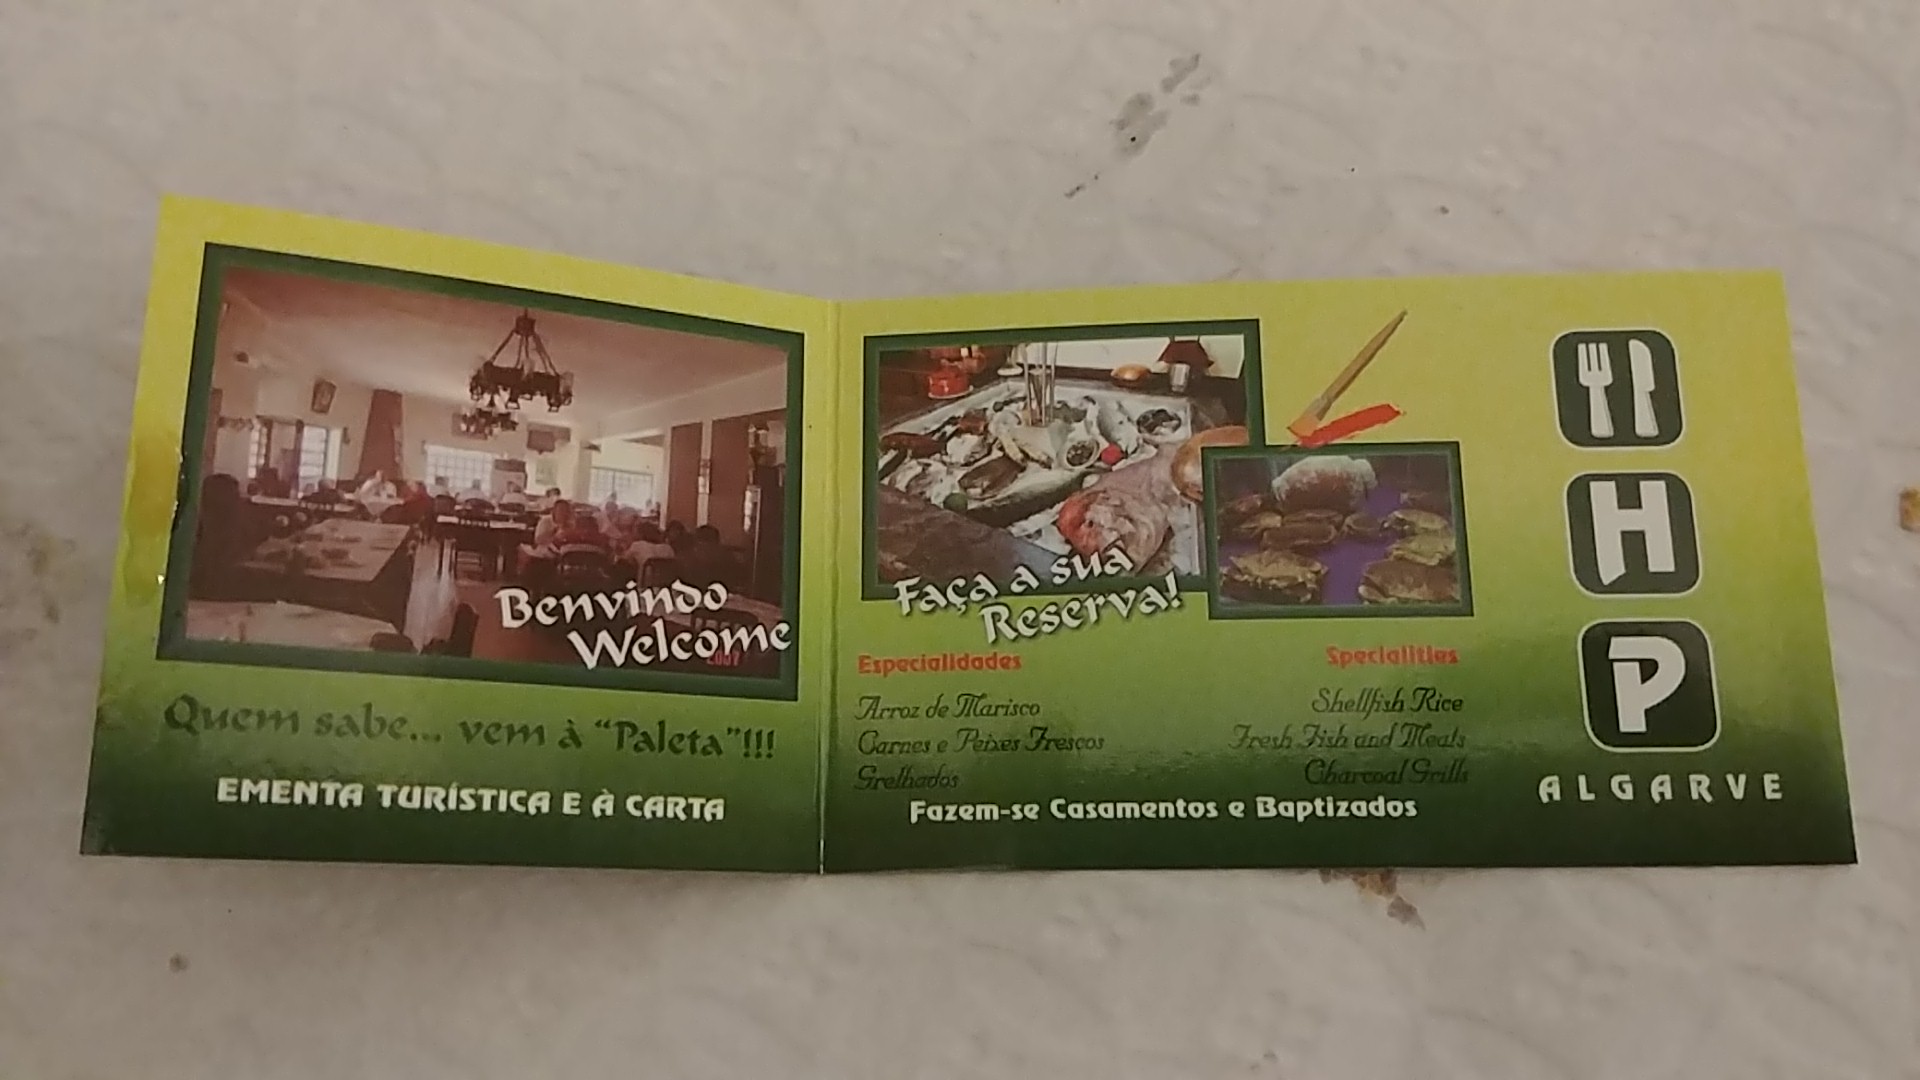 Benvindo
Welcome
2007
Quem sabe... vem à "Paleta"!!!
EMENTA TURÍSTICA E À CARTA
Faça a sua
Reserva!
Especialidades
Arroz de Marisco
Carnes e Peixes Frescos
Grelhados
Specialities
Shellfish Rice
Fresh Fish and Meats
Charcoal Grills
Fazem-se Casamentos e Baptizados
H
P
ALGARVE